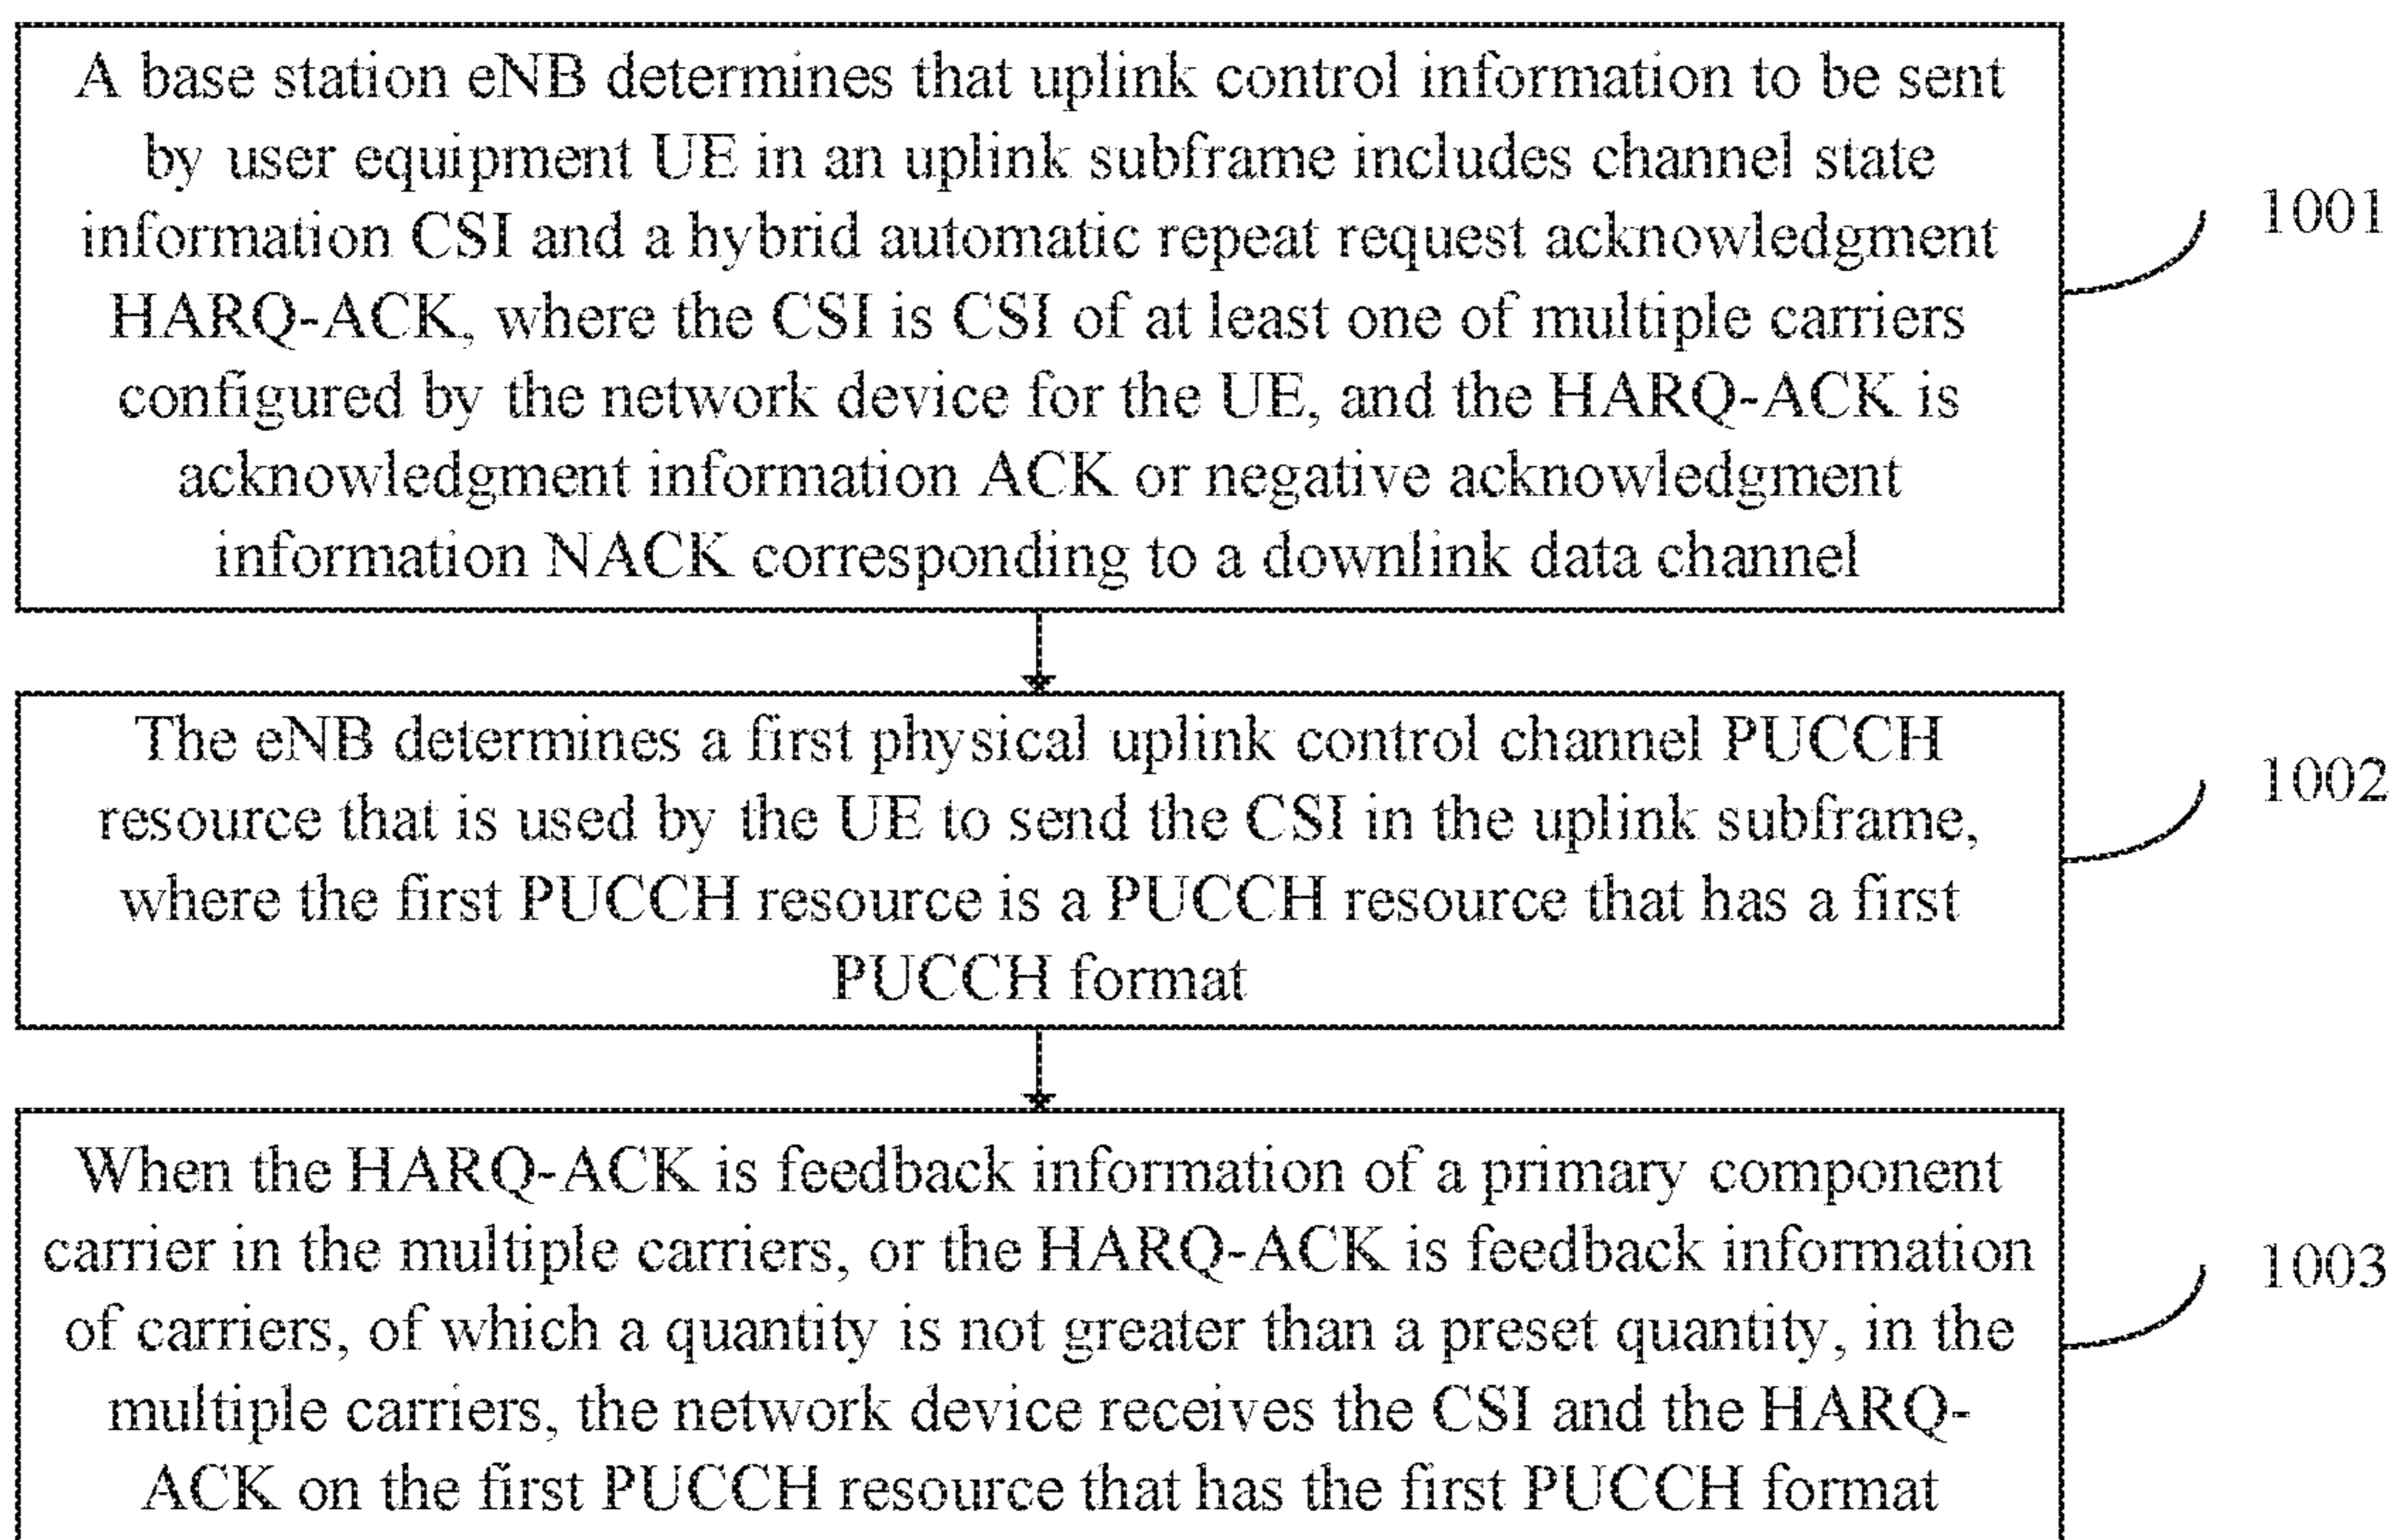 A base station eNB determines that uplink control information to be sent
by user equipment UE in an uplink subframe includes channel state
information CSI and a hybrid automatic repeat request acknowledgment
HARQ-ACK, where the CSI is CSI of at least one of multiple carriers
configured by the network device for the UE, and the HARQ-ACK is
acknowledgment information ACK or negative acknowledgment
information NACK corresponding to a downlink data channel
1001
The eNB determines a first physical uplink control channel PUCCH
resource that is used by the UE to send the CSI in the uplink subframe,
where the first PUCCH resource is a PUCCH resource that has a first
PUCCH format
1002
When the HARQ-ACK is feedback information of a primary component
carrier in the multiple carriers, or the HARQ-ACK is feedback information
of carriers, of which a quantity is not greater than a preset quantity, in the
multiple carriers, the network device receives the CSI and the HARQ-
ACK on the first PUCCH resource that has the first PUCCH format
1003